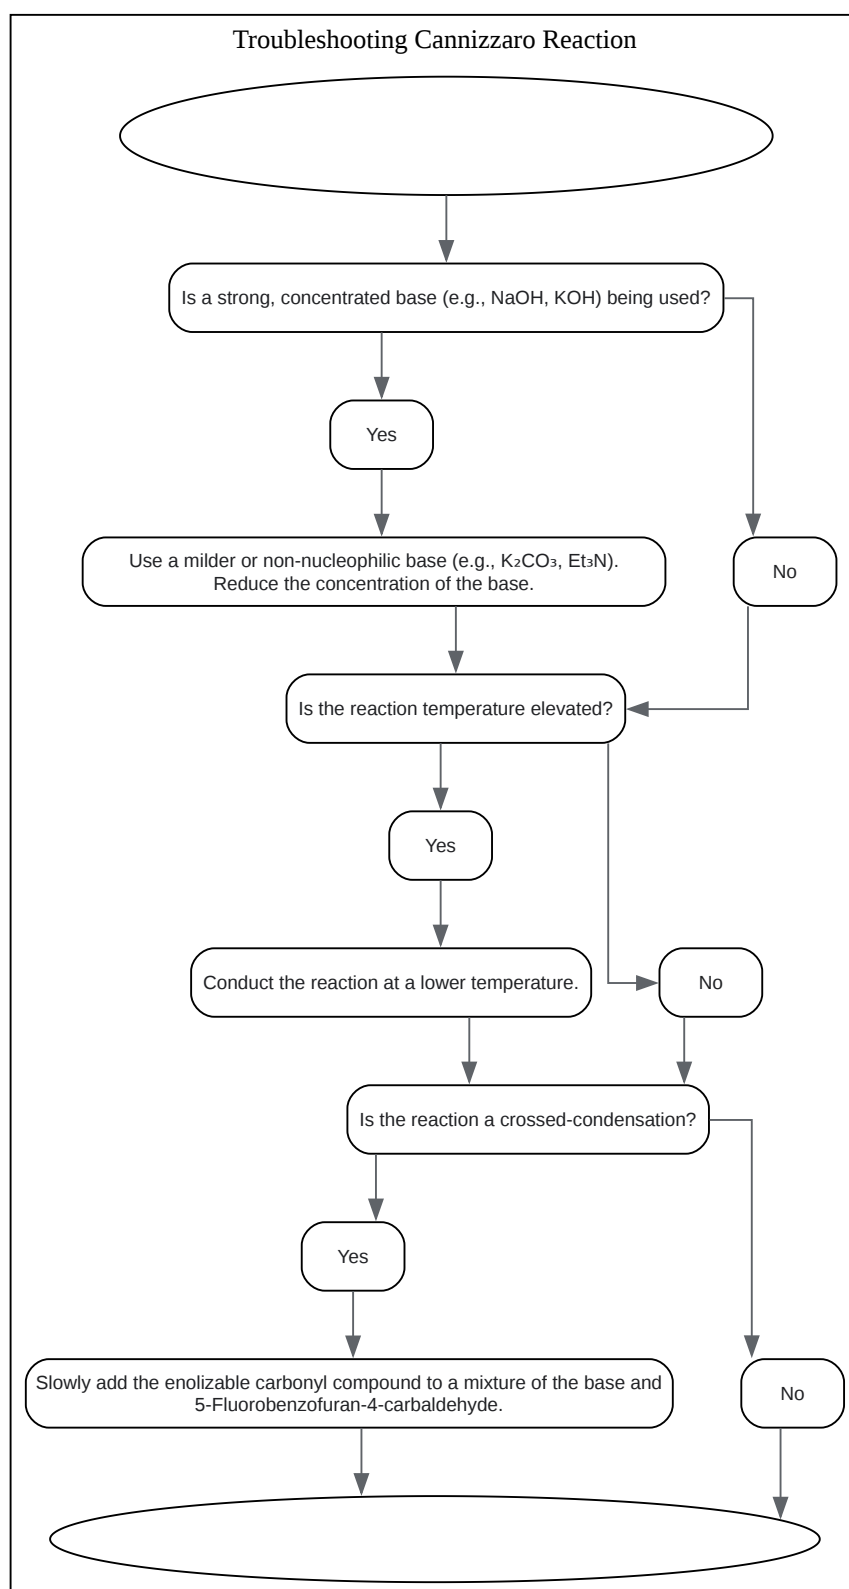 Troubleshooting Cannizzaro Reaction
Is a strong, concentrated base (e.g., NaOH, KOH) being used?
Yes
Use a milder or non-nucleophilic base (e.g., K₂CO₃, Et₃N).
Reduce the concentration of the base.
No
Is the reaction temperature elevated?
Yes
Conduct the reaction at a lower temperature.
No
Is the reaction a crossed-condensation?
Yes
Slowly add the enolizable carbonyl compound to a mixture of the base and
5-Fluorobenzofuran-4-carbaldehyde.
No